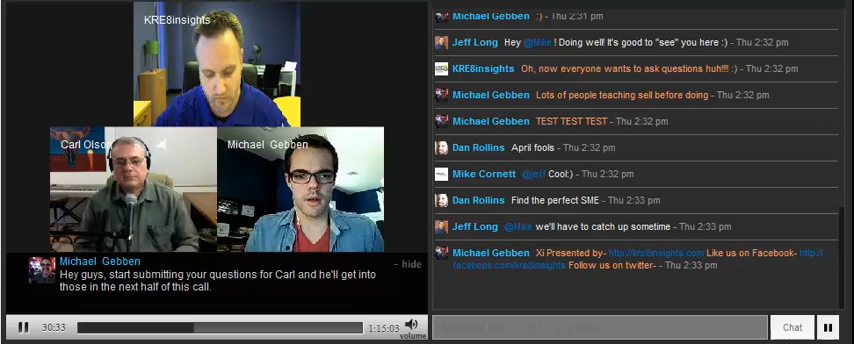 KRE8insights
Carl Olson
Michael Gebben
Michael Gebben
– hide
Hey guys, start submitting your questions for Carl and he'll get into
those in the next half of this call.
30:33
1:15:03
volume
Michael Gebben :) - Thu 2:31 pm
Jeff Long Hey @Mike ! Doing well! It's good to "see" you here :) - Thu 2:32 pm
KRE8insights Oh, now everyone wants to ask questions huh!!! :) - Thu 2:32 pm
Michael Gebben Lots of people teaching sell before doing - Thu 2:32 pm
Michael Gebben TEST TEST TEST - Thu 2:32 pm
Dan Rollins April fools - Thu 2:32 pm
Mike Cornett @jeff Cool:) - Thu 2:32 pm
Dan Rollins Find the perfect SME - Thu 2:33 pm
Jeff Long @Mike we'll have to catch up sometime - Thu 2:33 pm
Michael Gebben Xi Presented by- http://kre8insights.com Like us on Facebook- http://
facebook.com/kre8insights Follow us on twitter- - Thu 2:33 pm
Chat